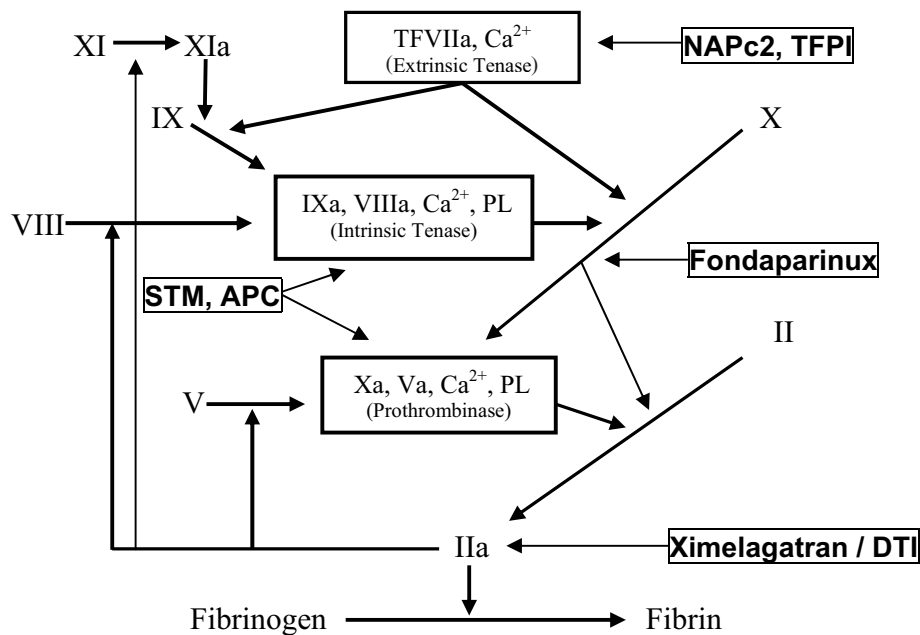 XI
XIa
TFVIIa, Ca²⁺
(Extrinsic Tenase)
NAPc2, TFPI
IX
X
VIII
IXa, VIIIa, Ca²⁺, PL
(Intrinsic Tenase)
Fondaparinux
STM, APC
II
V
Xa, Va, Ca²⁺, PL
(Prothrombinase)
IIa
Ximelagatran / DTI
Fibrinogen
Fibrin